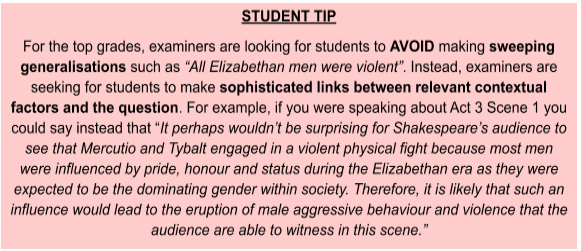 STUDENT TIP
For the top grades, examiners are looking for students to AVOID making sweeping
generalisations such as “All Elizabethan men were violent”. Instead, examiners are
seeking for students to make sophisticated links between relevant contextual
factors and the question. For example, if you were speaking about Act 3 Scene 1 you
could say instead that “It perhaps wouldn’t be surprising for Shakespeare’s audience to
see that Mercutio and Tybalt engaged in a violent physical fight because most men
were influenced by pride, honour and status during the Elizabethan era as they were
expected to be the dominating gender within society. Therefore, it is likely that such an
influence would lead to the eruption of male aggressive behaviour and violence that the
audience are able to witness in this scene.”